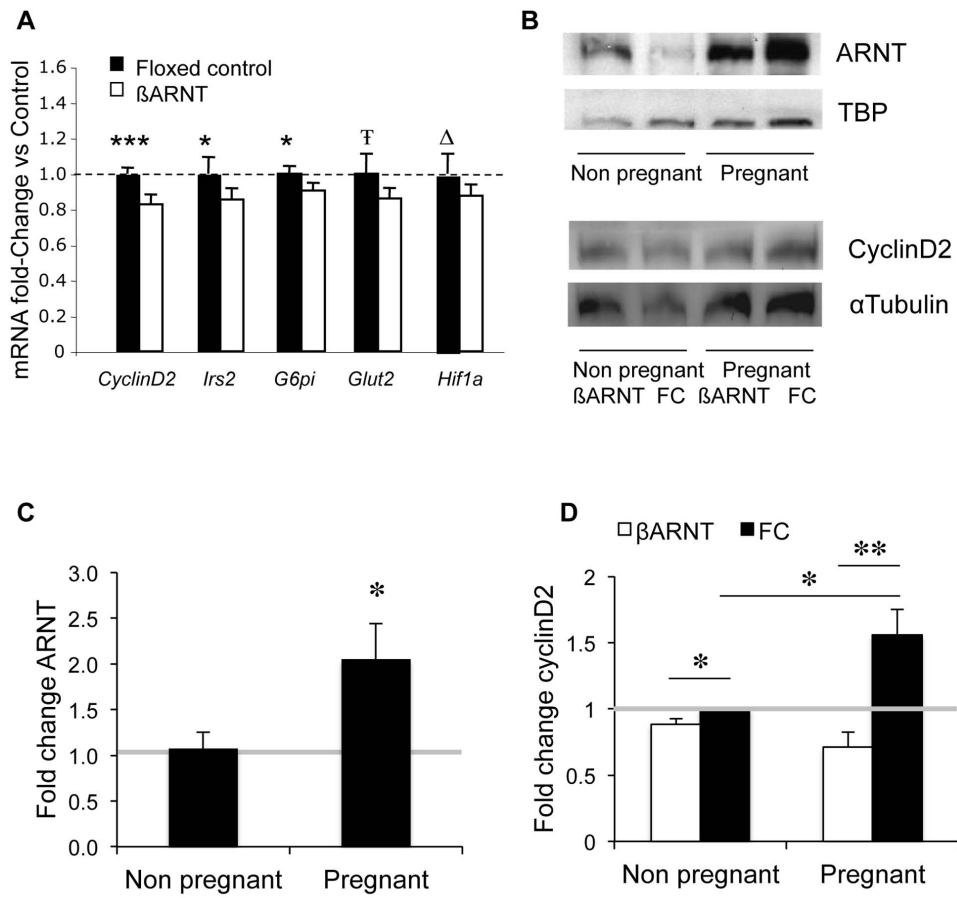 A
Floxed control
ßARNT
mRNA fold-Change vs Control
1.6
1.4
1.2
1.0
0.8
0.6
0.4
0.2
0
*** * * Ŧ Δ
CyclinD2 Irs2 G6pi Glut2 Hif1a
B
ARNT
TBP
Non pregnant Pregnant
CyclinD2
αTubulin
Non pregnant Pregnant
ßARNT FC ßARNT FC
C
Fold change ARNT
3.0
2.5
2.0
1.5
1.0
0.5
0.0
*
Non pregnant Pregnant
D
βARNT FC
Fold change cyclinD2
2
1.5
1
0.5
0
**
*
*
Non pregnant Pregnant